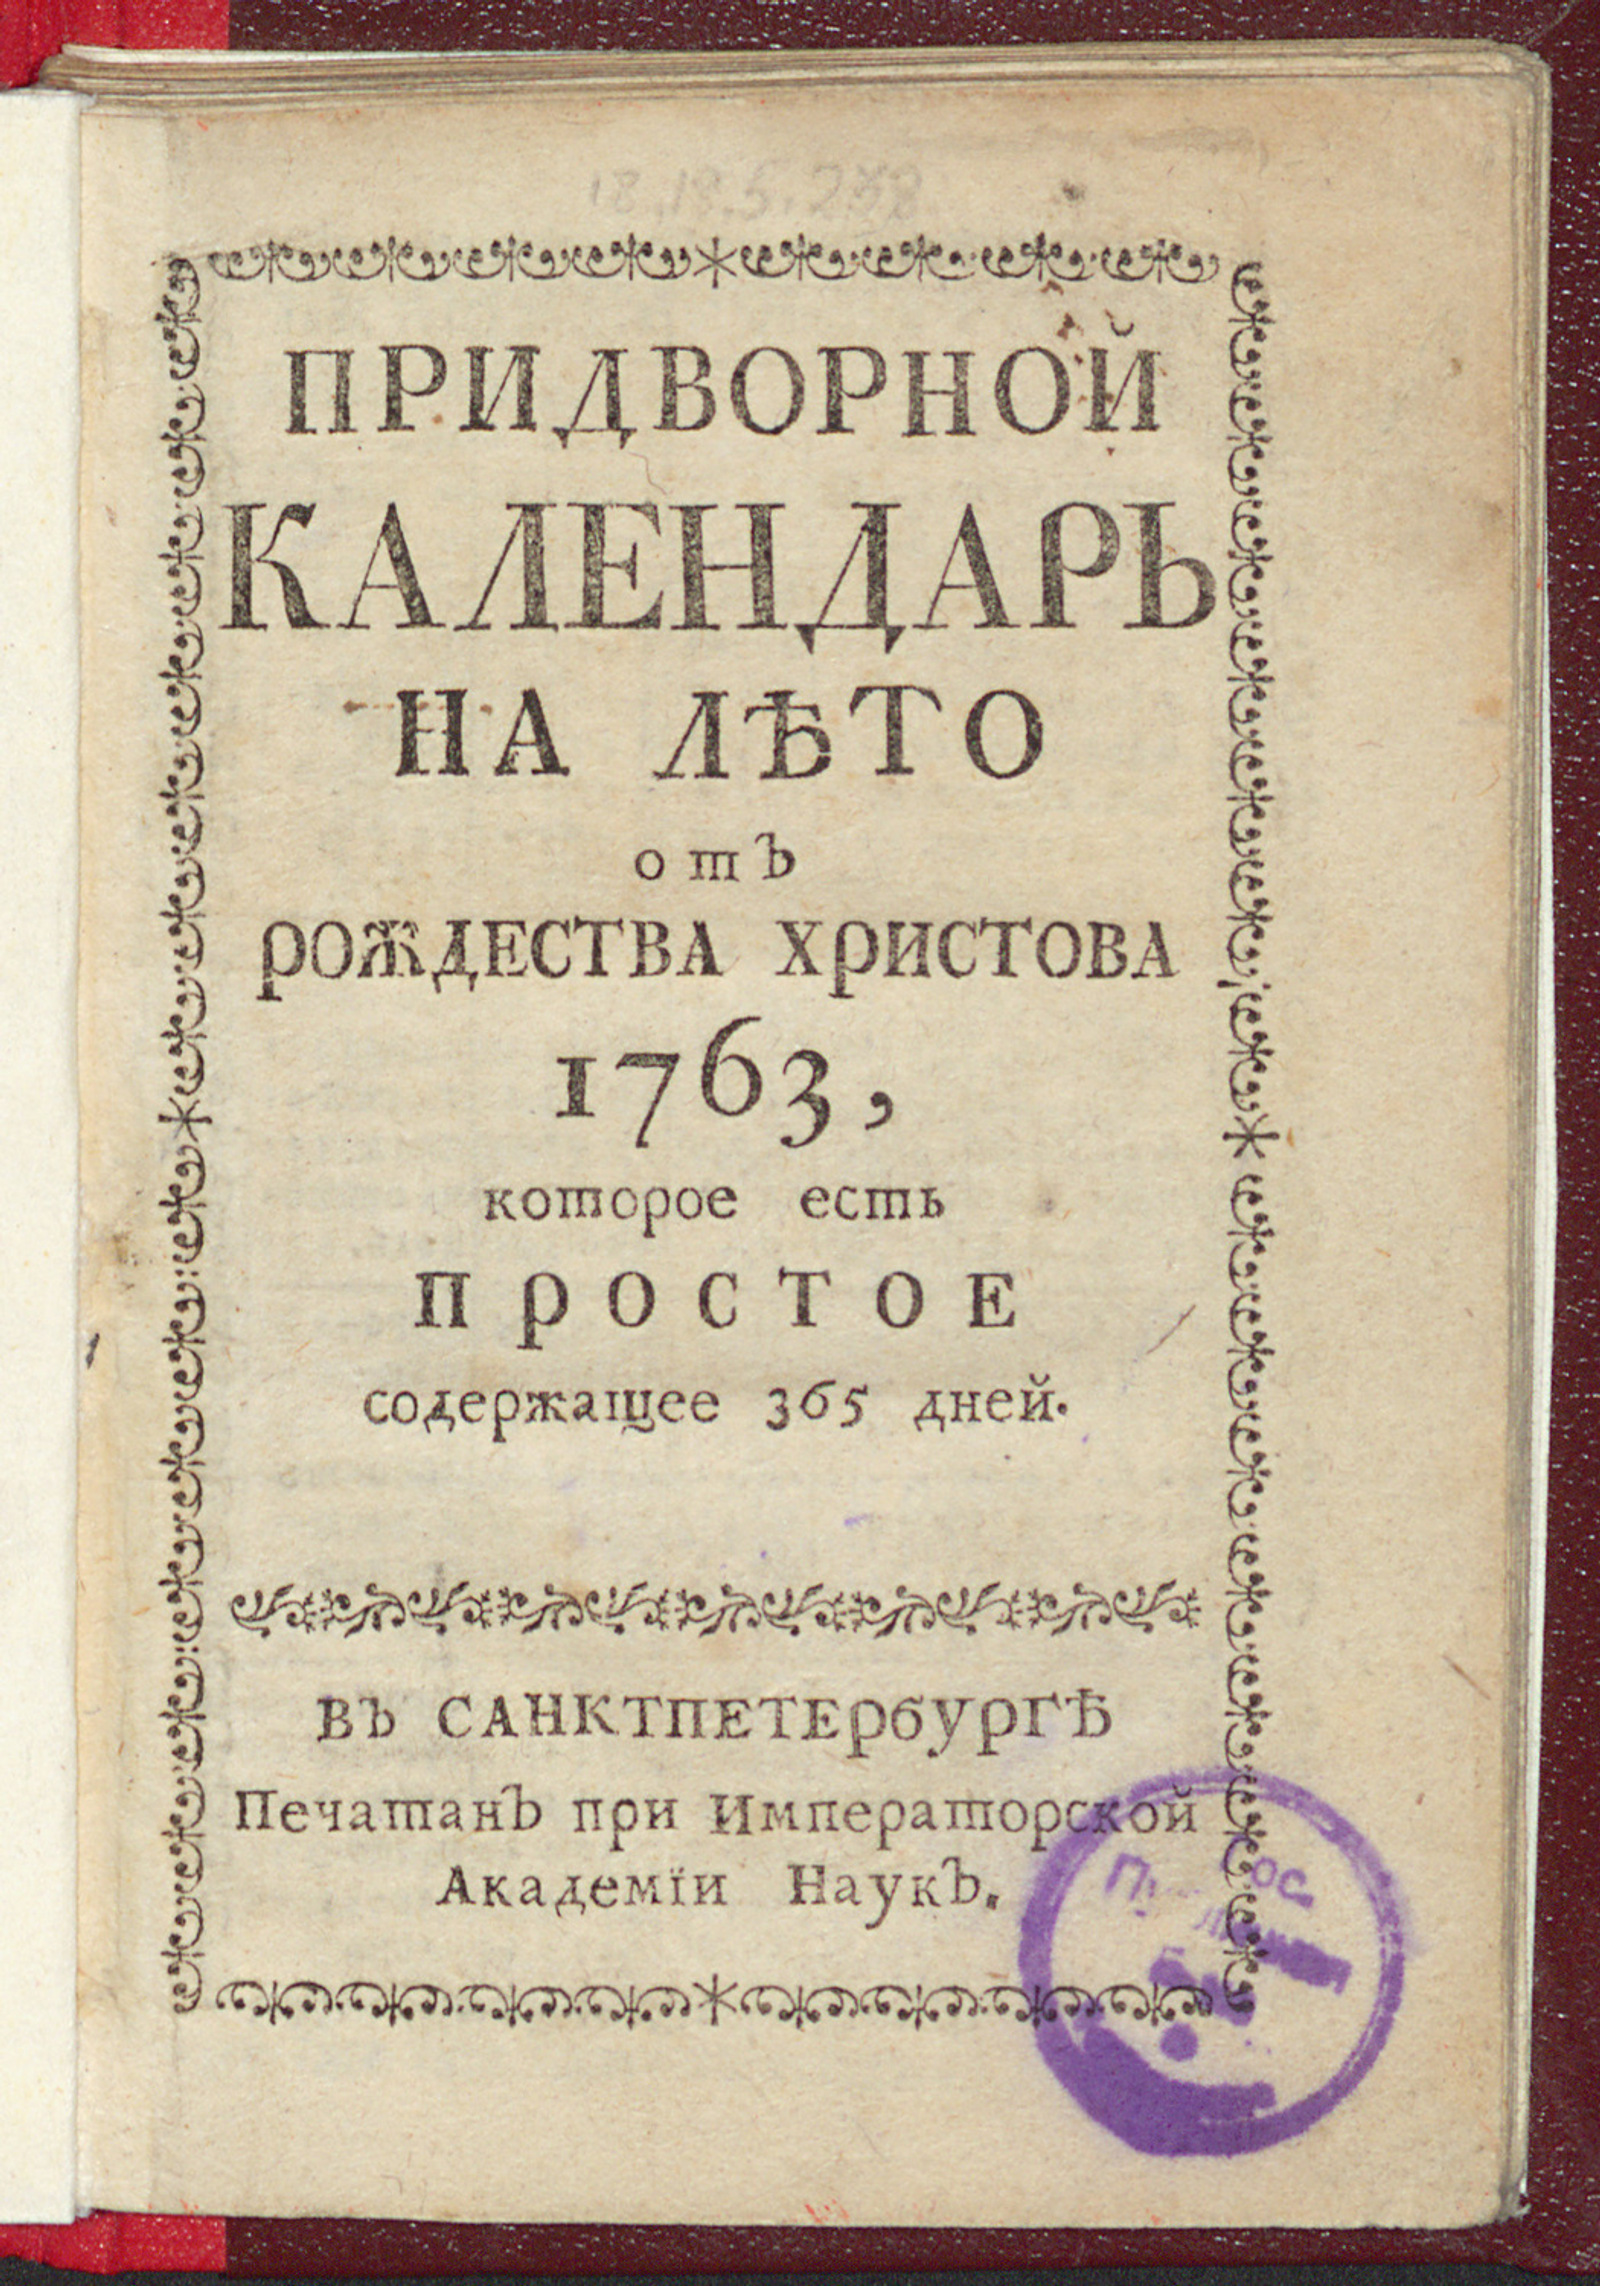 ПРИДВОРНОЙ
КАЛЕНДАРЬ
НА ЛѢТО
отъ
РОЖДЕСТВА ХРИСТОВА
1763,
которое есть
ПРОСТОЕ
содержащее 365 дней.
ВЪ САНКТПЕТЕРБУРГѢ
Печатанъ при Императорской
Академїи Наукъ.